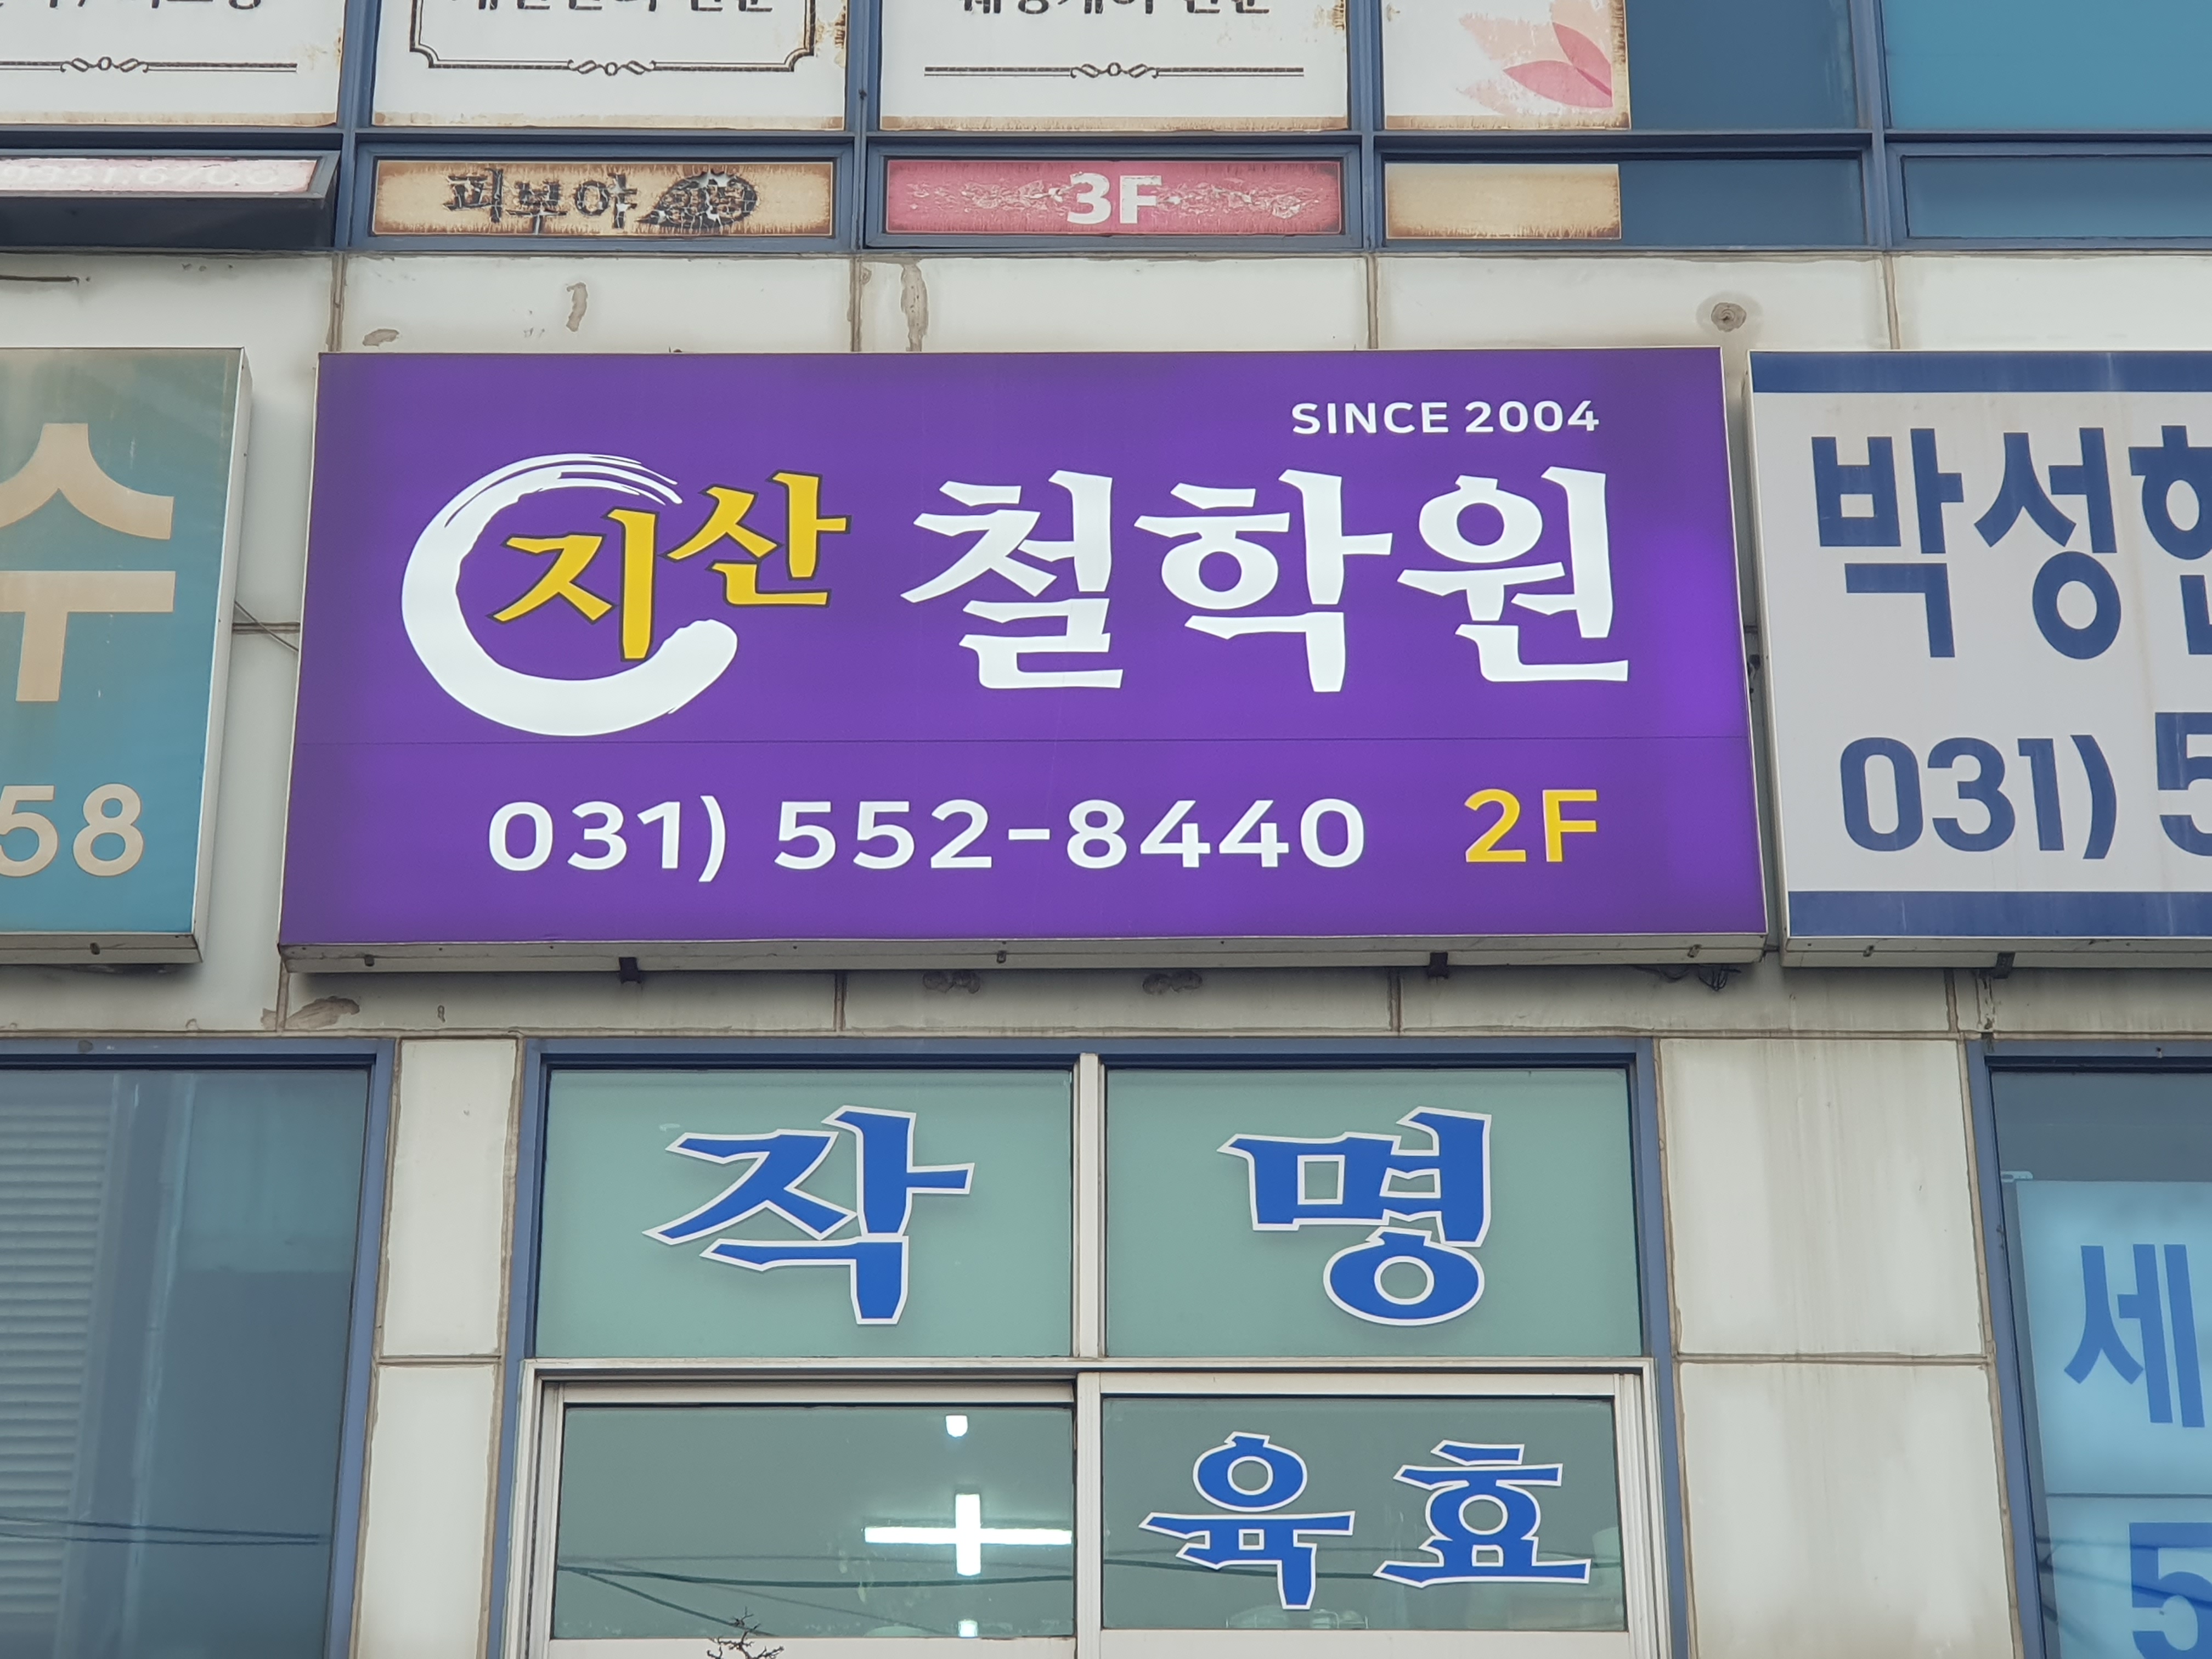 피부야
3F
수
58
SINCE 2004
지산 철학원
031) 552-8440 2F
박성
031) 5
작 명
육 효
세
5